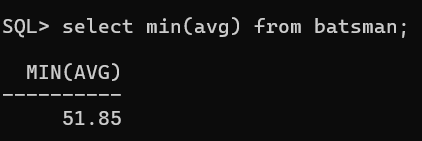 SQL> select min(avg) from batsman;
MIN(AVG)
----------
51.85